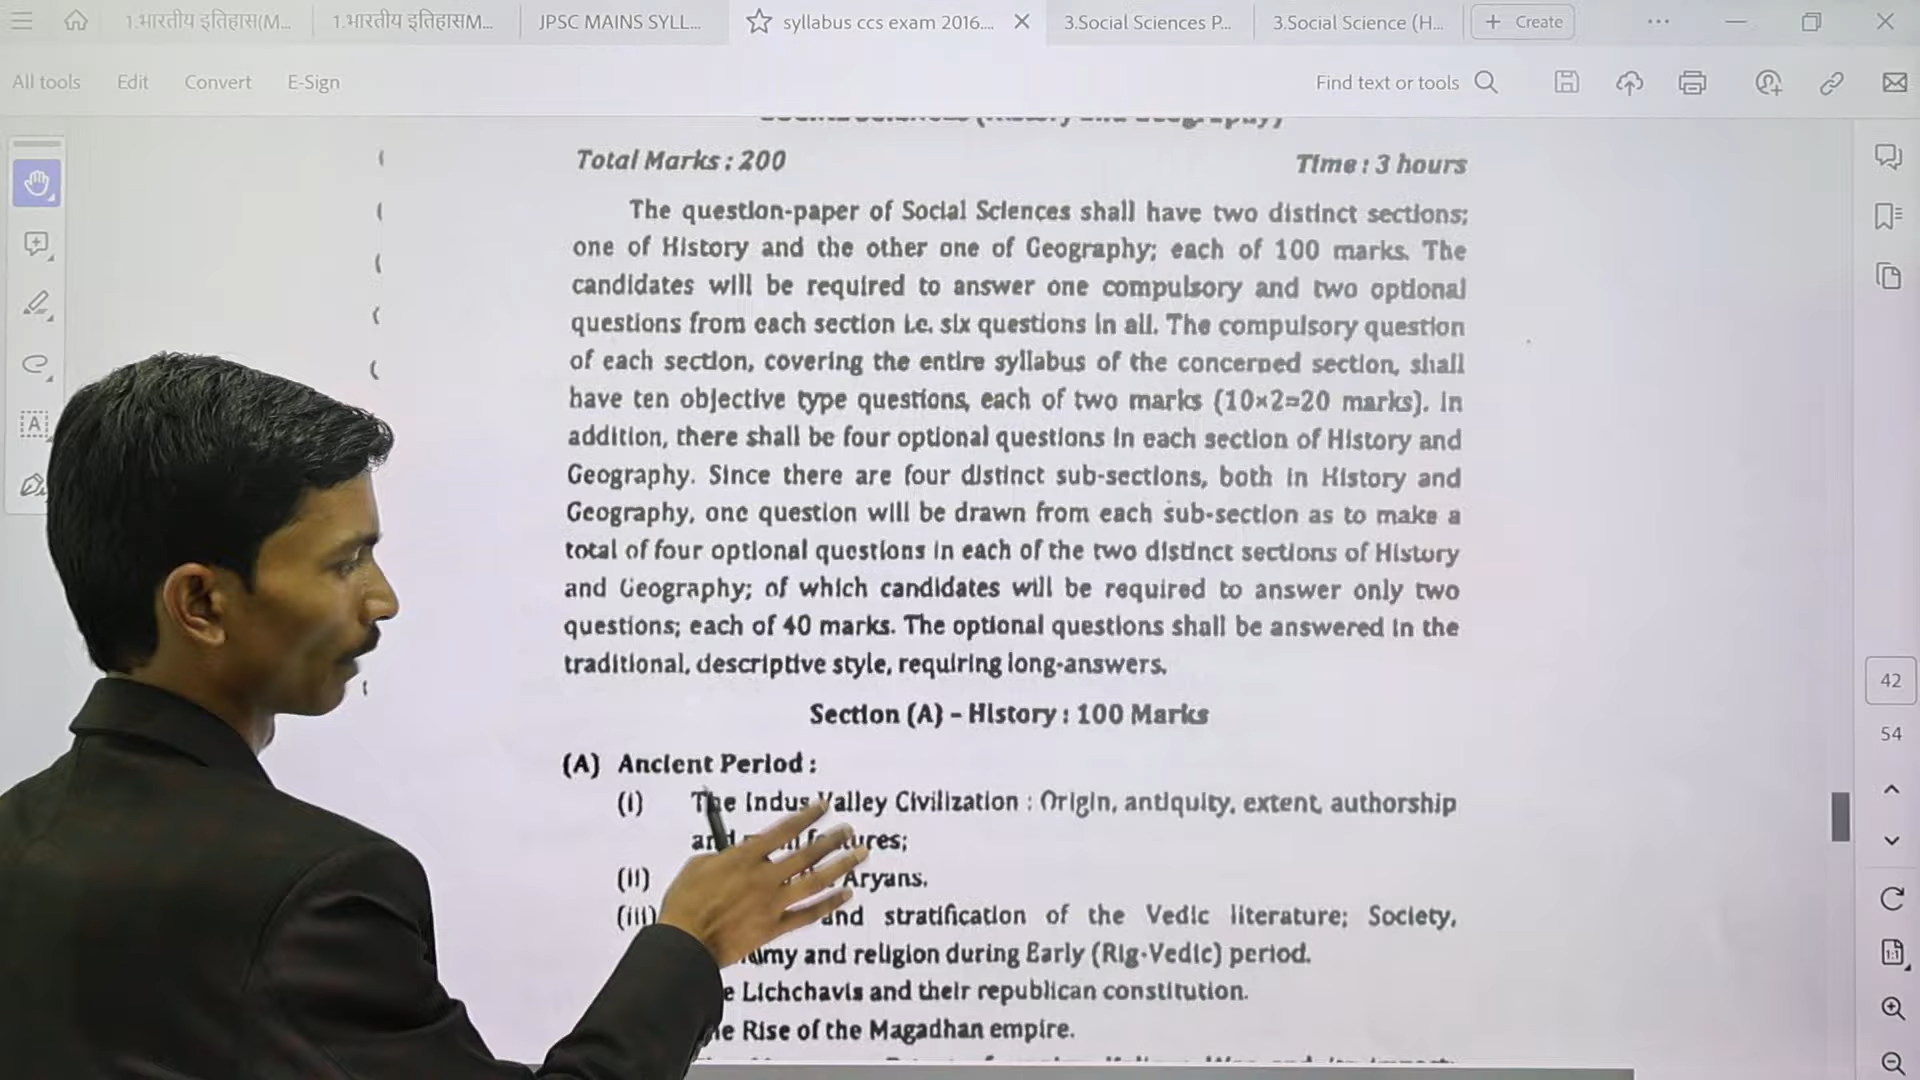 1.भारतीय इतिहास(M... 1.भारतीय इतिहासM... JPSC MAINS SYLL... syllabus ccs exam 2016.... 3.Social Sciences P... 3.Social Science (H... Create
All tools Edit Convert E-Sign Find text or tools
Total Marks : 200 Time : 3 hours
The question-paper of Social Sciences shall have two distinct sections;
one of History and the other one of Geography; each of 100 marks. The
candidates will be required to answer one compulsory and two optional
questions from each section i.e. six questions in all. The compulsory question
of each section, covering the entire syllabus of the concerned section, shall
have ten objective type questions, each of two marks (10×2=20 marks). In
addition, there shall be four optional questions in each section of History and
Geography. Since there are four distinct sub-sections, both in History and
Geography, one question will be drawn from each sub-section as to make a
total of four optional questions in each of the two distinct sections of History
and Geography; of which candidates will be required to answer only two
questions; each of 40 marks. The optional questions shall be answered in the
traditional, descriptive style, requiring long-answers.
Section (A) - History : 100 Marks
(A) Ancient Period :
(i) The Indus Valley Civilization : Origin, antiquity, extent, authorship
and features;
(ii) Aryans.
(iii) and stratification of the Vedic literature; Society,
and religion during Early (Rig-Vedic) period.
Lichchavis and their republican constitution.
Rise of the Magadhan empire.
42
54